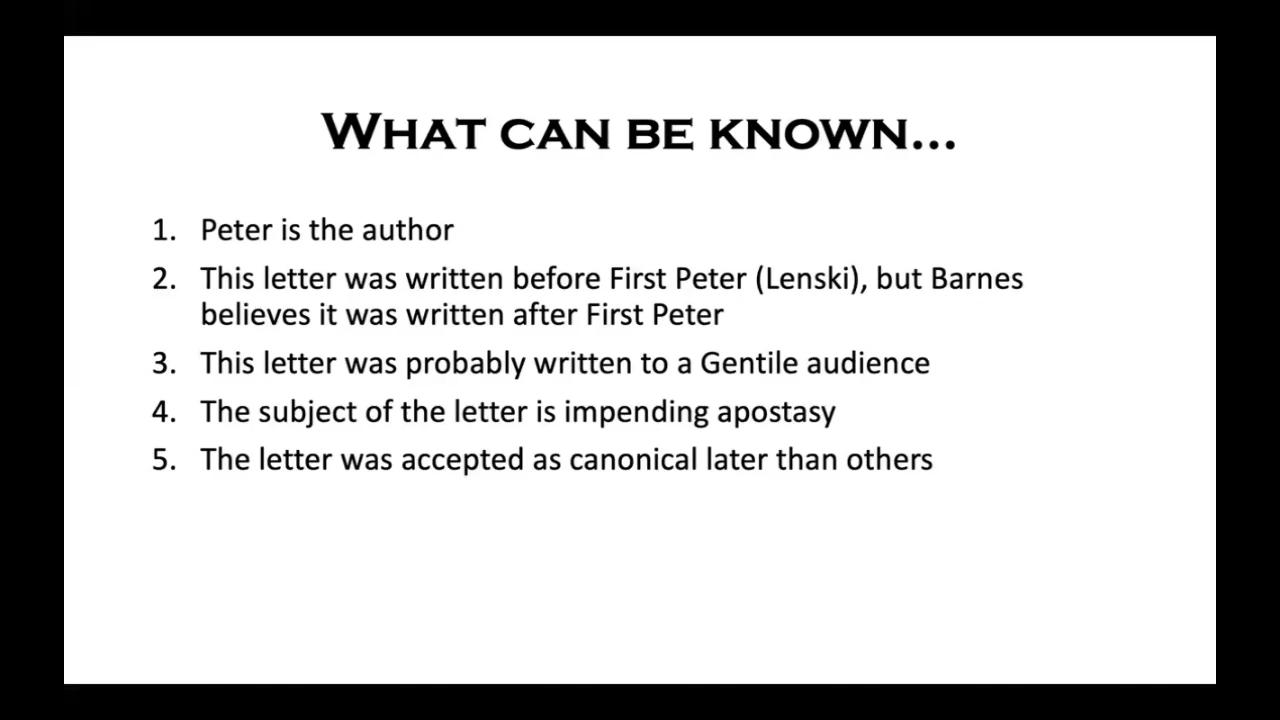 WHAT CAN BE KNOWN...
1. Peter is the author
2. This letter was written before First Peter (Lenski), but Barnes
believes it was written after First Peter
3. This letter was probably written to a Gentile audience
4. The subject of the letter is impending apostasy
5. The letter was accepted as canonical later than others